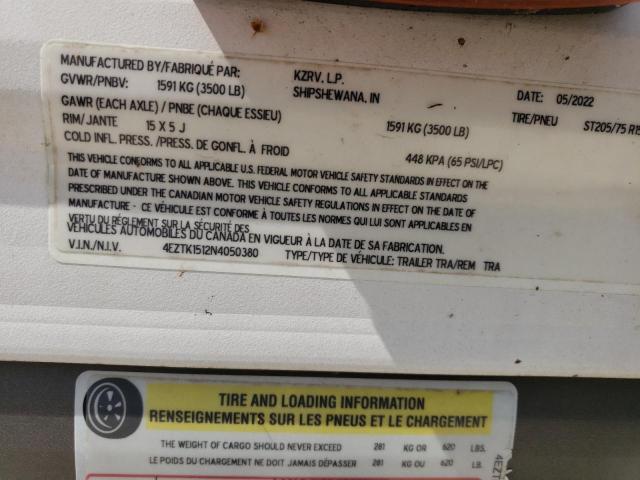 MANUFACTURED BY/FABRIQUÉ PAR: KZRV, L.P. DATE 05/2022
GVWR/PNBV: 1591 KG (3500 LB) SHIPSHEWANA, IN
GAWR (EACH AXLE) / PNBE (CHAQUE ESSIEU) 1591 KG (3500 LB) TIRE/PNEU ST205/75 R15
RIM/JANTE 15 X 5 J
COLD INFL. PRESS./PRESS. DE GONFL. À FROID 448 KPA (65 PSI/LPC)
THIS VEHICLE CONFORMS TO ALL APPLICABLE U.S. FEDERAL MOTOR VEHICLE SAFETY STANDARDS IN EFFECT ON THE
DATE OF MANUFACTURE SHOWN ABOVE. THIS VEHICLE CONFORMS TO ALL APPLICABLE STANDARDS
PRESCRIBED UNDER THE CANADIAN MOTOR VEHICLE SAFETY REGULATIONS IN EFFECT ON THE DATE OF
MANUFACTURE - CE VÉHICULE EST CONFORME À TOUTES LES NORMES QUI LUI SONT APPLICABLES EN
VERTU DU RÉGLEMENT SUR LA SÉCURITÉ DES
VÉHICULES AUTOMOBILES DU CANADA EN VIGUEUR À LA DATE DE SA FABRICATION.
V.I.N./N.I.V. 4EZTK1512N4050380 TYPE/TYPE DE VÉHICULE: TRAILER TRA/REM TRA
TIRE AND LOADING INFORMATION
RENSEIGNEMENTS SUR LES PNEUS ET LE CHARGEMENT
THE WEIGHT OF CARGO SHOULD NEVER EXCEED 281 KG OR 620 LBS.
LE POIDS DU CHARGEMENT NE DOIT JAMAIS DÉPASSER 281 KG OU 620 LB.
4EZT